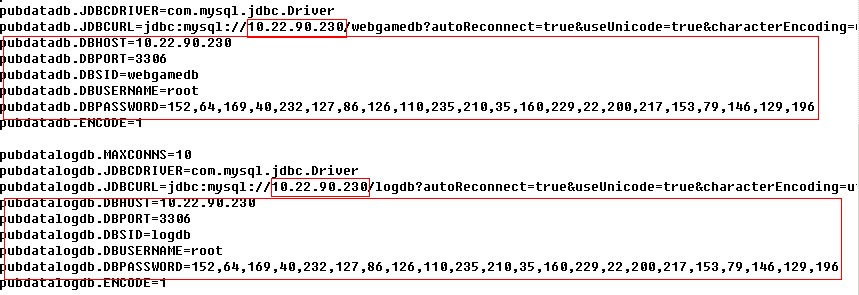 pubdatadb.JDBCDRIVER=com.mysql.jdbc.Driver
pubdatadb.JDBCURL=jdbc:mysql://10.22.90.230/webgamedb?autoReconnect=true&useUnicode=true&characterEncoding=u
pubdatadb.DBHOST=10.22.90.230
pubdatadb.DBPORT=3306
pubdatadb.DBSID=webgamedb
pubdatadb.DBUSERNAME=root
pubdatadb.DBPASSWORD=152,64,169,40,232,127,86,126,110,235,210,35,160,229,22,200,217,153,79,146,129,196
pubdatadb.ENCODE=1
pubdatalogdb.MAXCONNS=10
pubdatalogdb.JDBCDRIVER=com.mysql.jdbc.Driver
pubdatalogdb.JDBCURL=jdbc:mysql://10.22.90.230/logdb?autoReconnect=true&useUnicode=true&characterEncoding=u
pubdatalogdb.DBHOST=10.22.90.230
pubdatalogdb.DBPORT=3306
pubdatalogdb.DBSID=logdb
pubdatalogdb.DBUSERNAME=root
pubdatalogdb.DBPASSWORD=152,64,169,40,232,127,86,126,110,235,210,35,160,229,22,200,217,153,79,146,129,196
pubdatalogdb.ENCODE=1